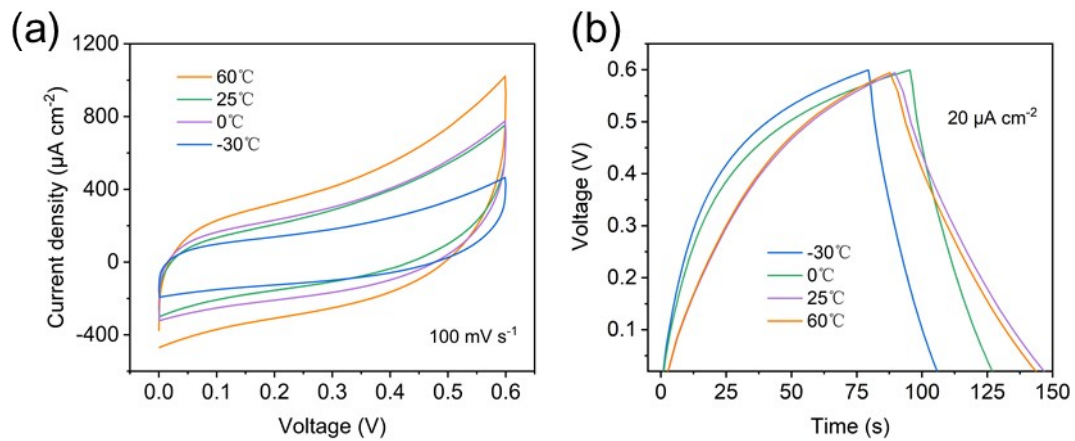 (a)
1200
800
400
0
-400
Current density (μA cm⁻²)
60℃
25℃
0℃
-30℃
100 mV s⁻¹
0.0 0.1 0.2 0.3 0.4 0.5 0.6
Voltage (V)
(b)
0.6
0.5
0.4
0.3
0.2
0.1
Voltage (V)
20 μA cm⁻²
-30℃
0℃
25℃
60℃
0 25 50 75 100 125 150
Time (s)